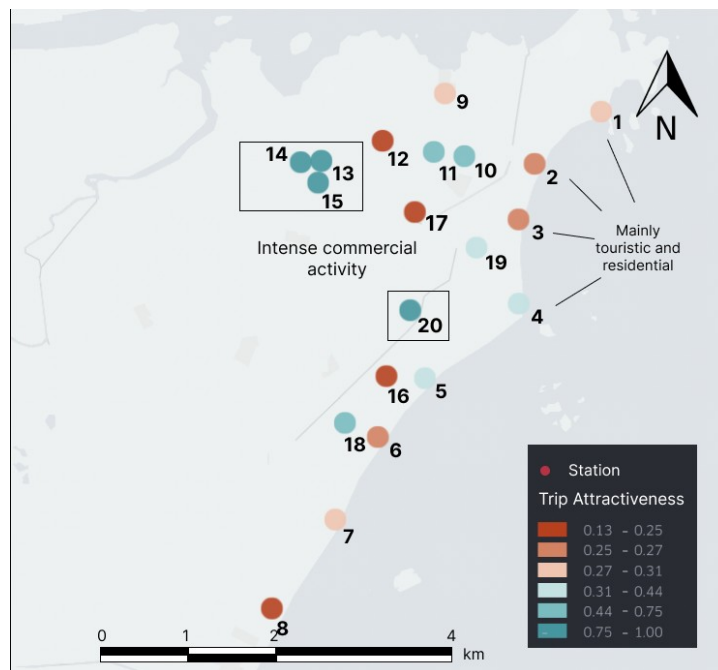 9
1
N
14
13
12
11
10
2
15
17
3
Mainly
touristic and
residential
Intense commercial
activity
19
20
4
16
5
18
6
7
8
Station
Trip Attractiveness
0.13 - 0.25
0.25 - 0.27
0.27 - 0.31
0.31 - 0.44
0.44 - 0.75
0.75 - 1.00
0 1 2 4
km